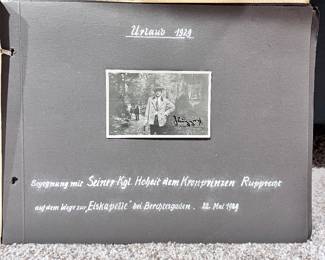 Urlaub 1929
Begegnung mit Seiner Kgl. Hoheit dem Kronprinzen Rupprecht
auf dem Wege zur „Eiskapelle" bei Berchtesgaden. 22. Mai 1929.